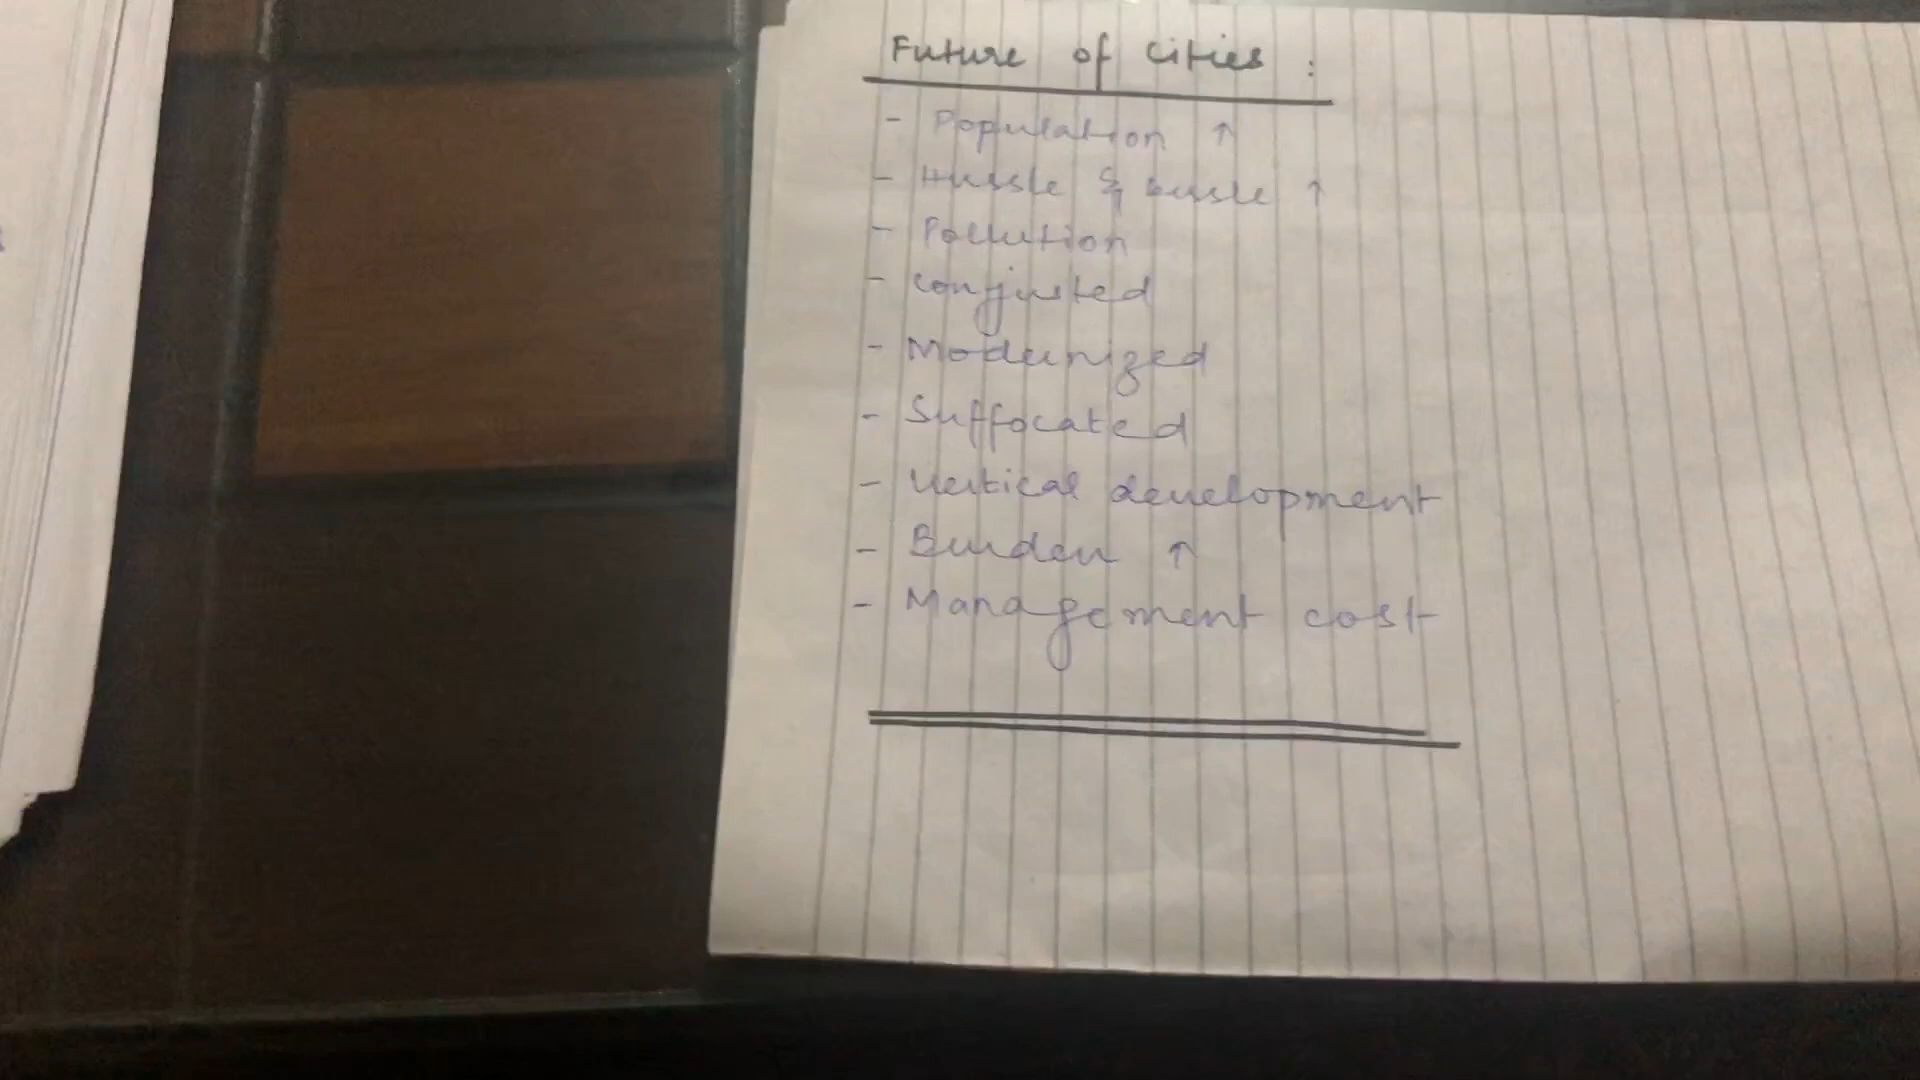 Future of cities :
- Population ↑
- Hussle & bussle ↑
- Pollution
- conjusted
- Modernized
- Suffocated
- Vertical development
- Burden ↑
- Management cost